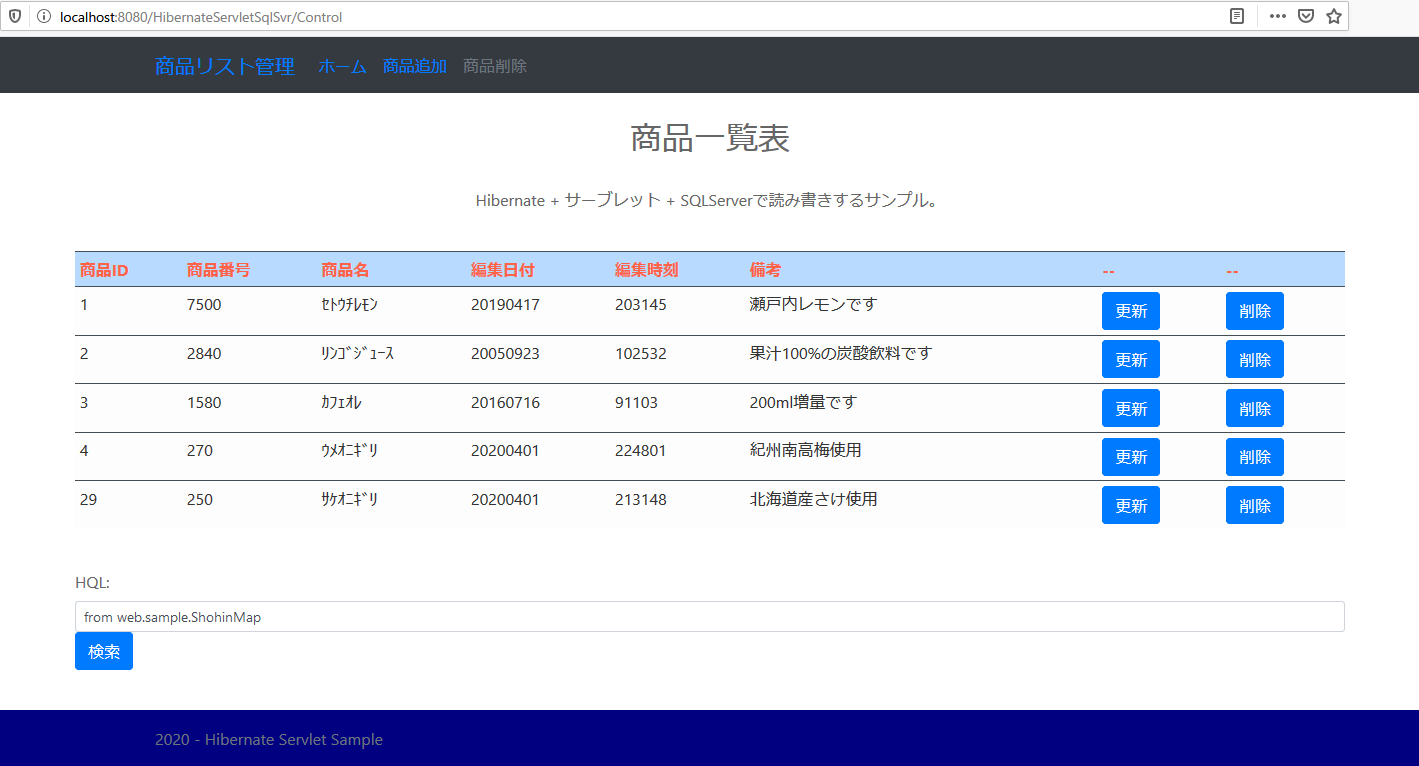 localhost:8080/HibernateServletSqlSvr/Control
商品リスト管理 ホーム 商品追加 商品削除
商品一覧表
Hibernate + サーブレット + SQLServerで読み書きするサンプル。
商品ID 商品番号 商品名 編集日付 編集時刻 備考 -- --
1 7500 ｾﾄｳﾁﾚﾓﾝ 20190417 203145 瀬戸内レモンです 更新 削除
2 2840 ﾘﾝｺﾞｼﾞｭｰｽ 20050923 102532 果汁100%の炭酸飲料です 更新 削除
3 1580 ｶﾌｪｵﾚ 20160716 91103 200ml増量です 更新 削除
4 270 ｳﾒｵﾆｷﾞﾘ 20200401 224801 紀州南高梅使用 更新 削除
29 250 ｻｹｵﾆｷﾞﾘ 20200401 213148 北海道産さけ使用 更新 削除
HQL:
from web.sample.ShohinMap
検索
2020 - Hibernate Servlet Sample